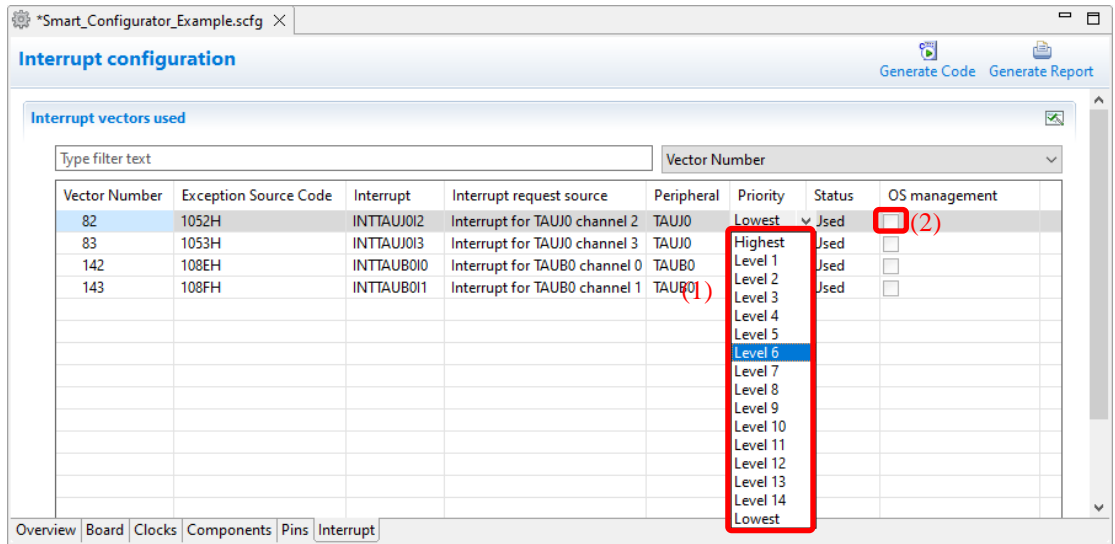 *Smart_Configurator_Example.scfg
Interrupt configuration
Generate Code Generate Report
Interrupt vectors used
Type filter text
Vector Number
Vector Number Exception Source Code Interrupt Interrupt request source Peripheral Priority Status OS management
82 1052H INTTAUJ0I2 Interrupt for TAUJ0 channel 2 TAUJ0 Lowest Used (2)
83 1053H INTTAUJ0I3 Interrupt for TAUJ0 channel 3 TAUJ0 Used
142 108EH INTTAUB0I0 Interrupt for TAUB0 channel 0 TAUB0 Used
143 108FH INTTAUB0I1 Interrupt for TAUB0 channel 1 TAUB0 Used
(1)
Highest
Level 1
Level 2
Level 3
Level 4
Level 5
Level 6
Level 7
Level 8
Level 9
Level 10
Level 11
Level 12
Level 13
Level 14
Lowest
Overview Board Clocks Components Pins Interrupt